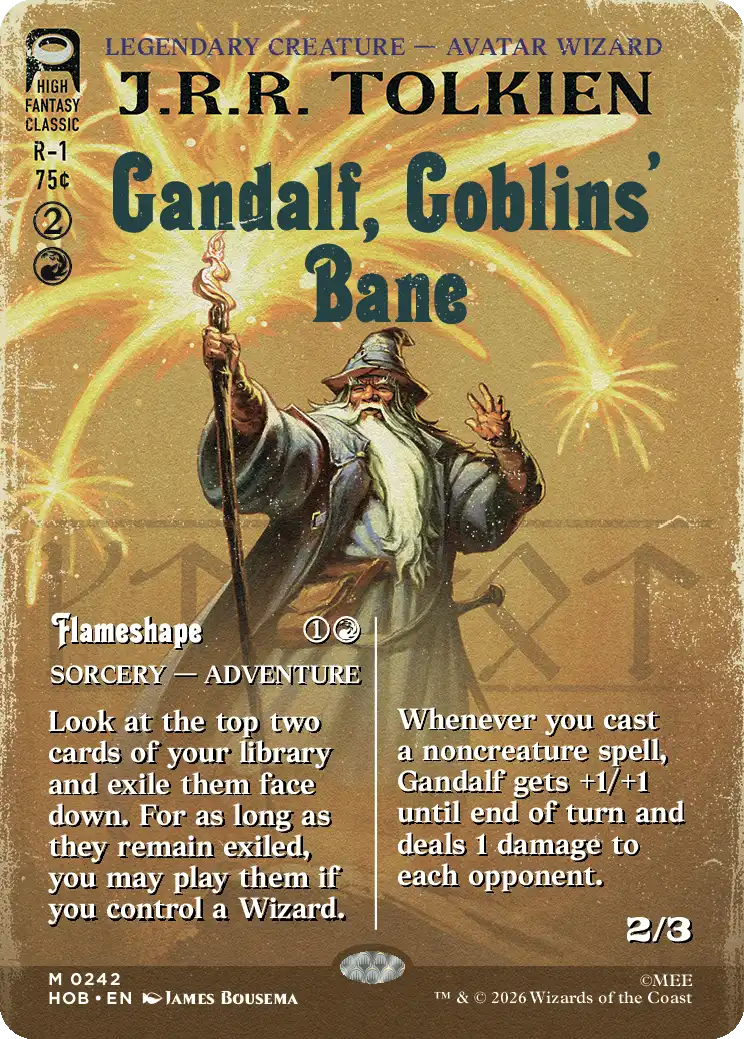 LEGENDARY CREATURE — AVATAR WIZARD
J.R.R. TOLKIEN
HIGH
FANTASY
CLASSIC
R-1
75¢
2
Gandalf, Goblins’
Bane
Flameshape 1
SORCERY — ADVENTURE
Look at the top two
cards of your library
and exile them face
down. For as long as
they remain exiled,
you may play them if
you control a Wizard.
Whenever you cast
a noncreature spell,
Gandalf gets +1/+1
until end of turn and
deals 1 damage to
each opponent.
2/3
M 0242
HOB • EN JAMES BOUSEMA
©MEE
™ & © 2026 Wizards of the Coast